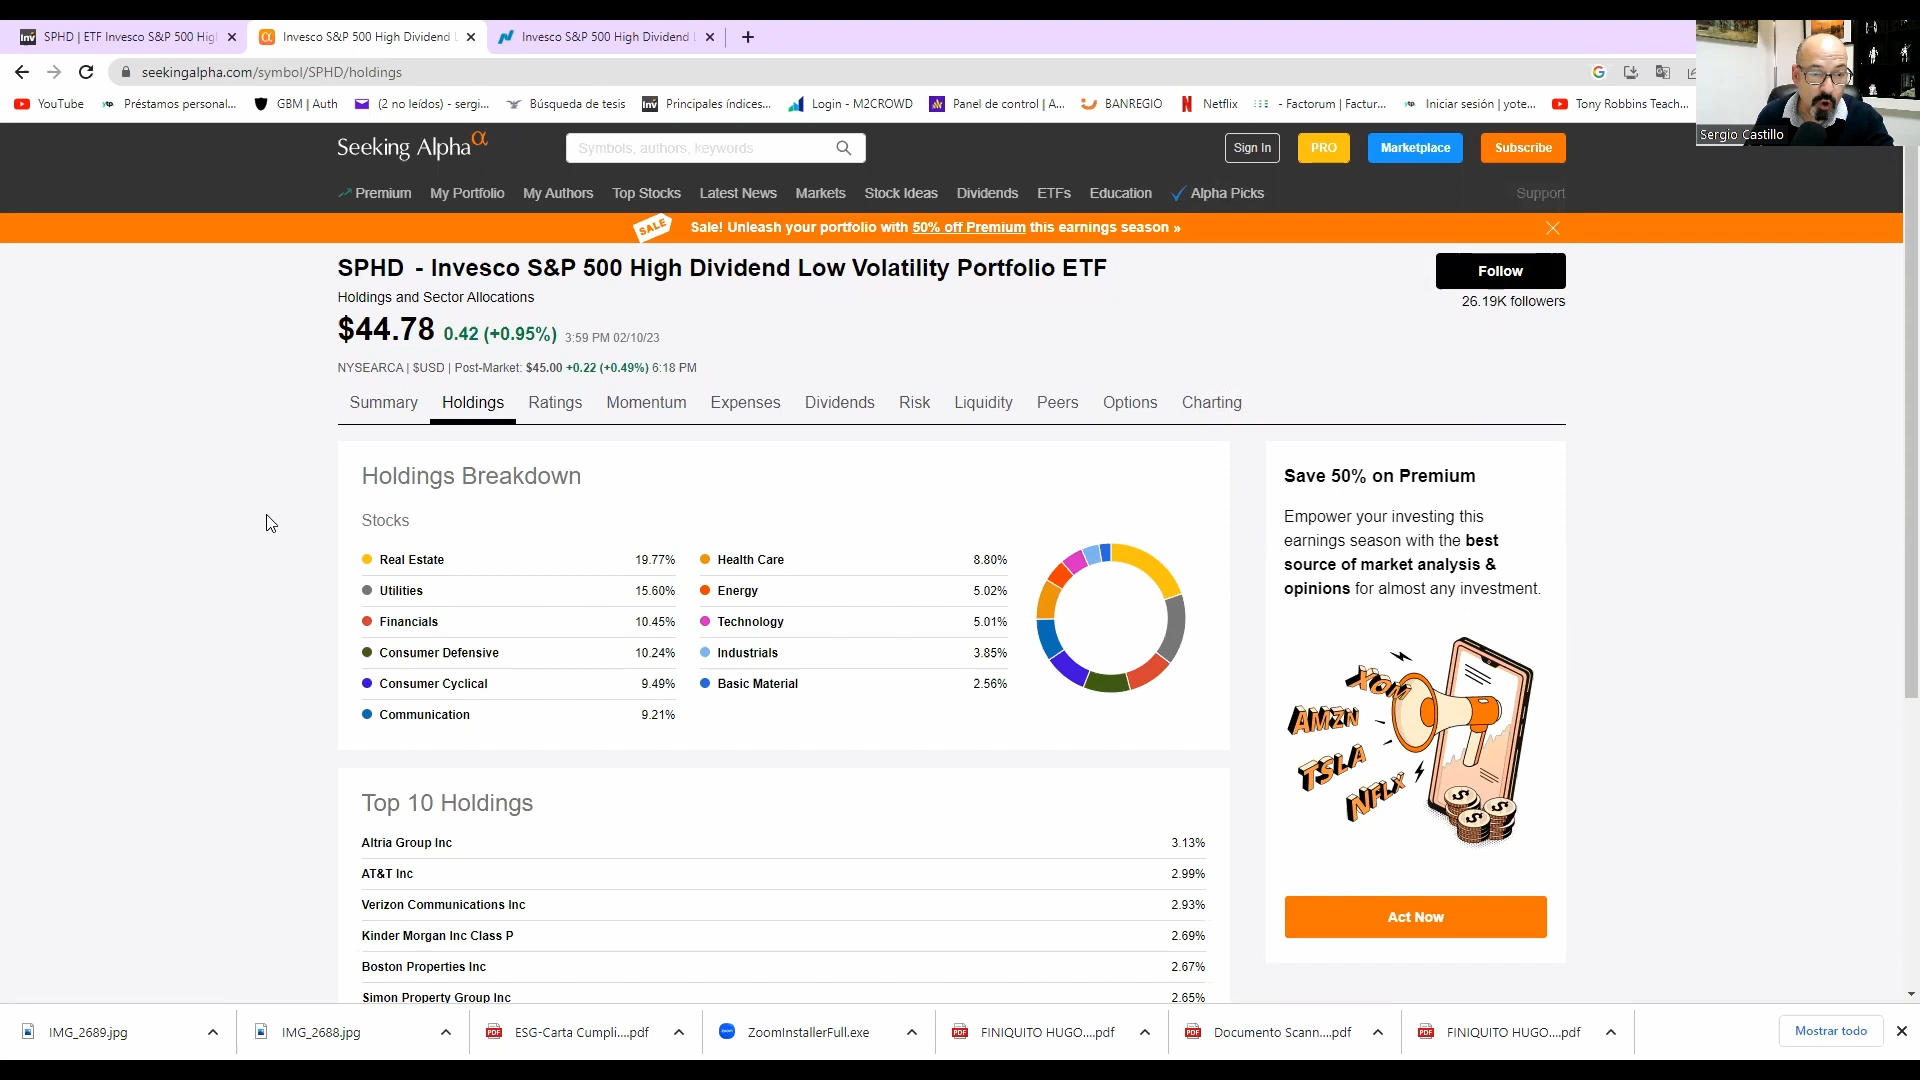 SPHD | ETF Invesco S&P 500 Hig
Invesco S&P 500 High Dividend L
Invesco S&P 500 High Dividend L
seekingalpha.com/symbol/SPHD/holdings
YouTube
Préstamos personal...
GBM | Auth
(2 no leídos) - sergi...
Búsqueda de tesis
Inv
Principales índices...
Login - M2CROWD
Panel de control | A...
BANREGIO
Netflix
- Factorum | Factur...
Iniciar sesión | yote...
Tony Robbins Teach...
Sergio Castillo
Seeking Alpha α
Symbols, authors, keywords
Sign In
PRO
Marketplace
Subscribe
Premium
My Portfolio
My Authors
Top Stocks
Latest News
Markets
Stock Ideas
Dividends
ETFs
Education
Alpha Picks
Support
SALE
Sale! Unleash your portfolio with 50% off Premium this earnings season »
SPHD - Invesco S&P 500 High Dividend Low Volatility Portfolio ETF
Follow
Holdings and Sector Allocations
26.19K followers
$44.78 0.42 (+0.95%) 3:59 PM 02/10/23
NYSEARCA | $USD | Post-Market: $45.00 +0.22 (+0.49%) 6:18 PM
Summary
Holdings
Ratings
Momentum
Expenses
Dividends
Risk
Liquidity
Peers
Options
Charting
Holdings Breakdown
Stocks
Real Estate 19.77%
Utilities 15.60%
Financials 10.45%
Consumer Defensive 10.24%
Consumer Cyclical 9.49%
Communication 9.21%
Health Care 8.80%
Energy 5.02%
Technology 5.01%
Industrials 3.85%
Basic Material 2.56%
Save 50% on Premium
Empower your investing this
earnings season with the best
source of market analysis &
opinions for almost any investment.
XOM
AMZN
TSLA
NFLX
Act Now
Top 10 Holdings
Altria Group Inc 3.13%
AT&T Inc 2.99%
Verizon Communications Inc 2.93%
Kinder Morgan Inc Class P 2.69%
Boston Properties Inc 2.67%
Simon Property Group Inc 2.65%
IMG_2689.jpg
IMG_2688.jpg
ESG-Carta Cumpli....pdf
ZoomInstallerFull.exe
FINIQUITO HUGO....pdf
Documento Scann....pdf
FINIQUITO HUGO....pdf
Mostrar todo